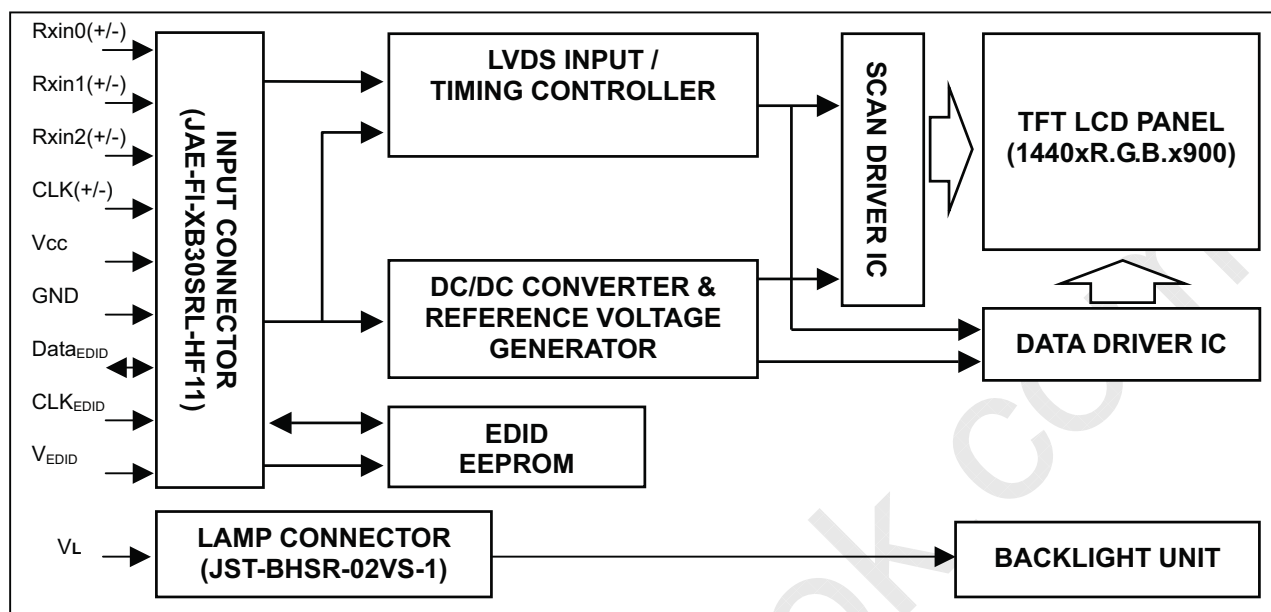 Rxin0(+/-)
Rxin1(+/-)
Rxin2(+/-)
CLK(+/-)
Vcc
GND
DataEDID
CLKEDID
VEDID
VL
INPUT CONNECTOR
(JAE-FI-XB30SRL-HF11)
LVDS INPUT /
TIMING CONTROLLER
DC/DC CONVERTER &
REFERENCE VOLTAGE
GENERATOR
EDID
EEPROM
LAMP CONNECTOR
(JST-BHSR-02VS-1)
SCAN DRIVER IC
TFT LCD PANEL
(1440xR.G.B.x900)
DATA DRIVER IC
BACKLIGHT UNIT